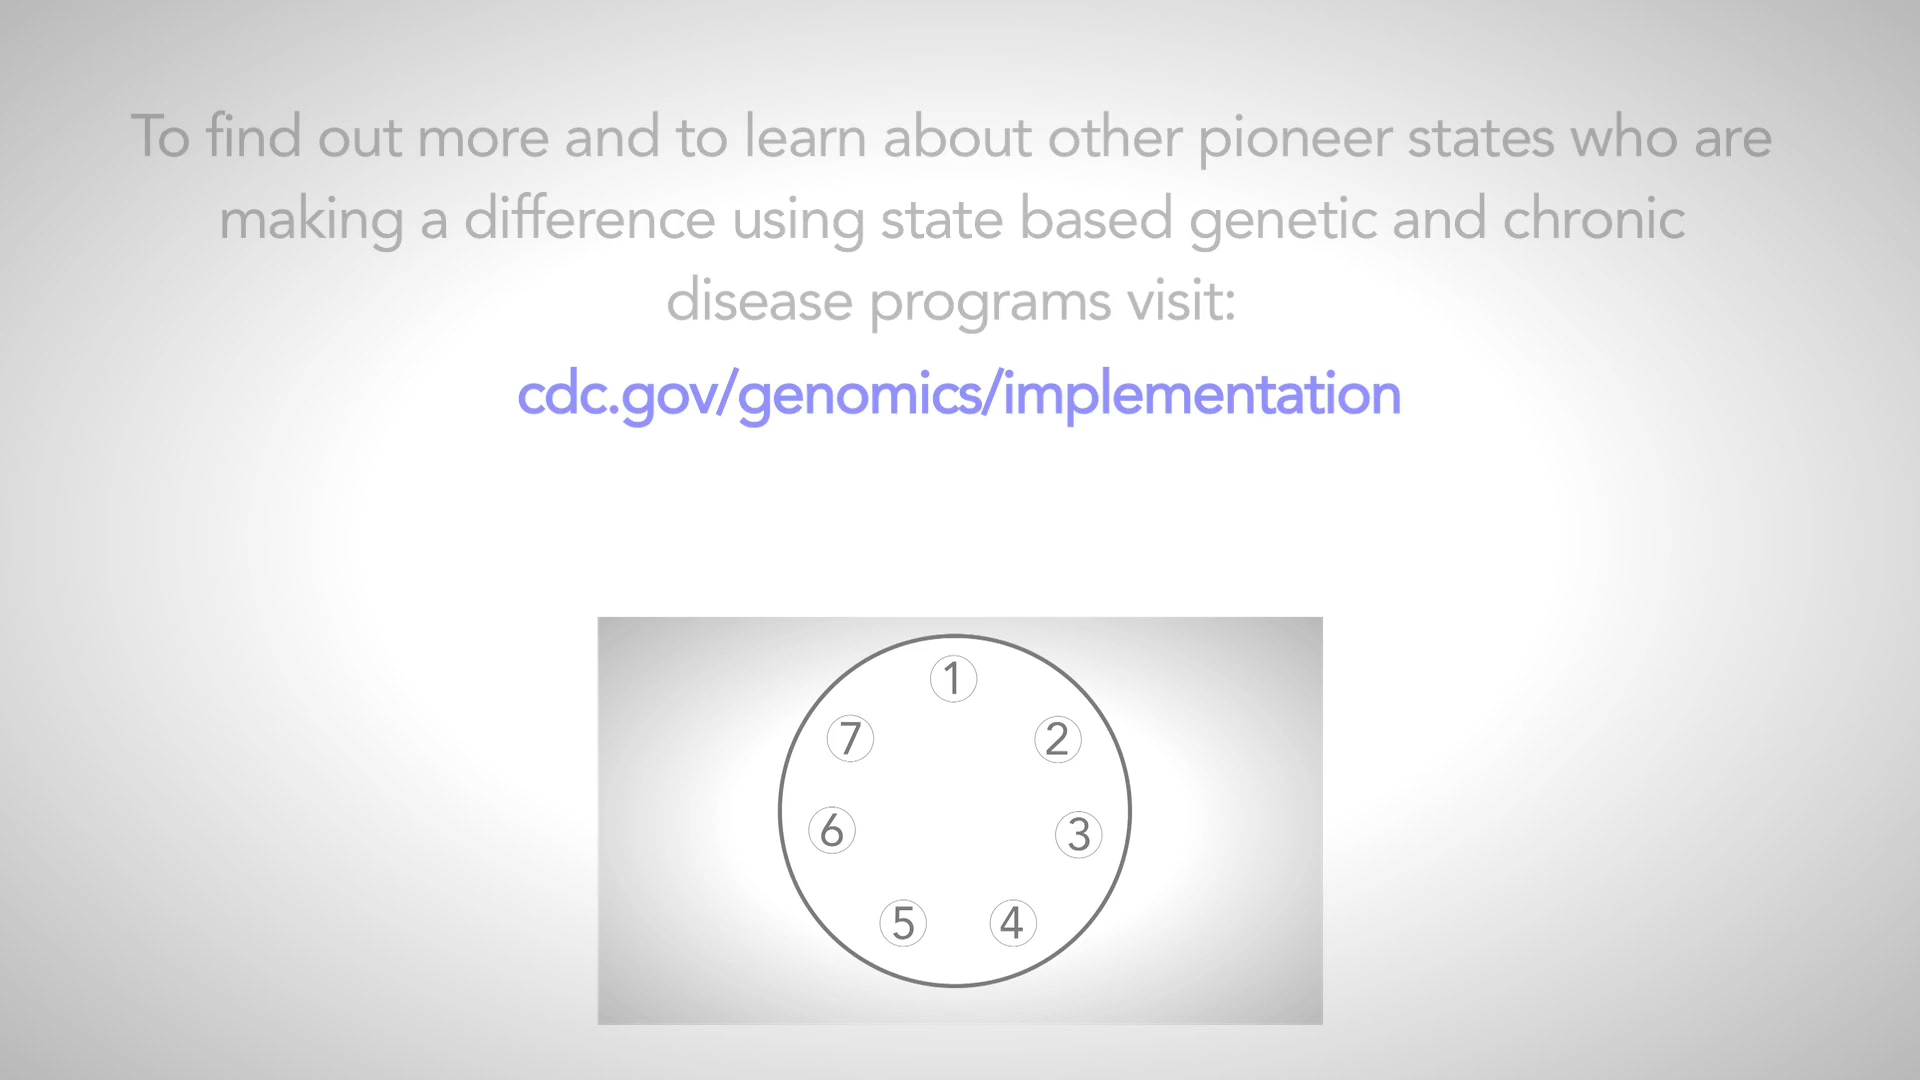 To find out more and to learn about other pioneer states who are
making a difference using state based genetic and chronic
disease programs visit:
cdc.gov/genomics/implementation
1
2
3
4
5
6
7